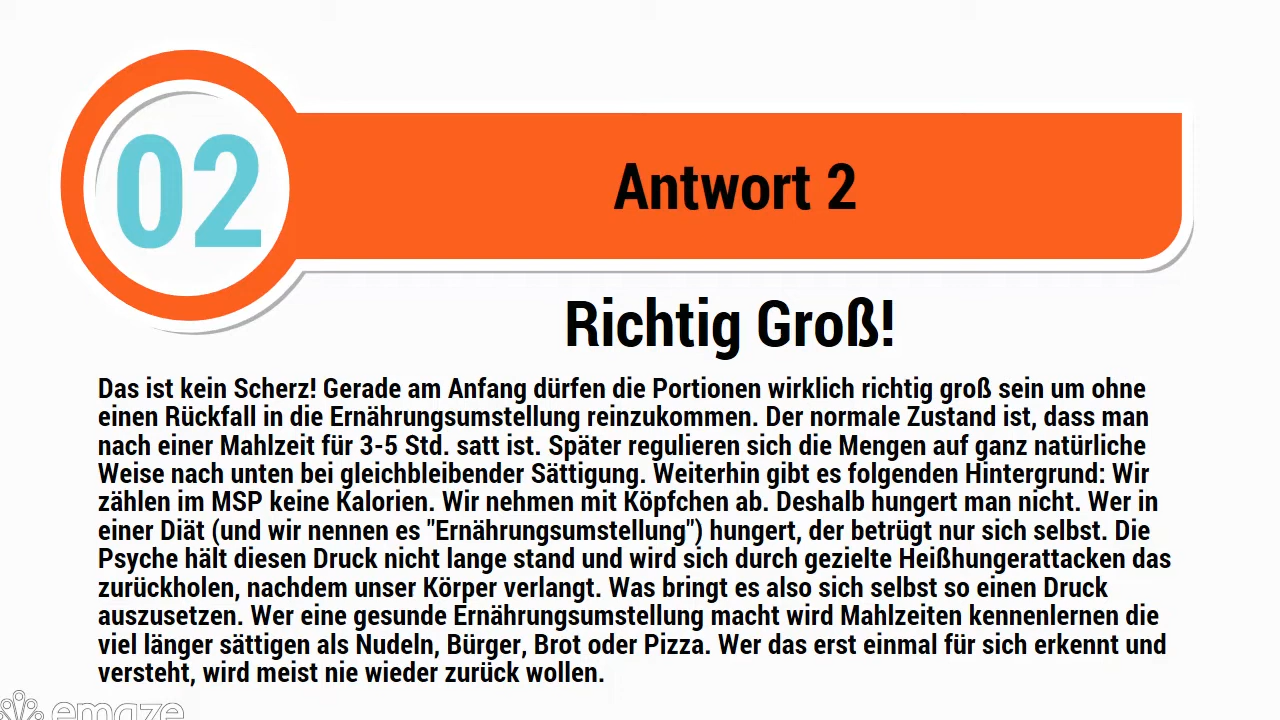 02
Antwort 2
Richtig Groß!
Das ist kein Scherz! Gerade am Anfang dürfen die Portionen wirklich richtig groß sein um ohne
einen Rückfall in die Ernährungsumstellung reinzukommen. Der normale Zustand ist, dass man
nach einer Mahlzeit für 3-5 Std. satt ist. Später regulieren sich die Mengen auf ganz natürliche
Weise nach unten bei gleichbleibender Sättigung. Weiterhin gibt es folgenden Hintergrund: Wir
zählen im MSP keine Kalorien. Wir nehmen mit Köpfchen ab. Deshalb hungert man nicht. Wer in
einer Diät (und wir nennen es "Ernährungsumstellung") hungert, der betrügt nur sich selbst. Die
Psyche hält diesen Druck nicht lange stand und wird sich durch gezielte Heißhungerattacken das
zurückholen, nachdem unser Körper verlangt. Was bringt es also sich selbst so einen Druck
auszusetzen. Wer eine gesunde Ernährungsumstellung macht wird Mahlzeiten kennenlernen die
viel länger sättigen als Nudeln, Bürger, Brot oder Pizza. Wer das erst einmal für sich erkennt und
versteht, wird meist nie wieder zurück wollen.
emaze